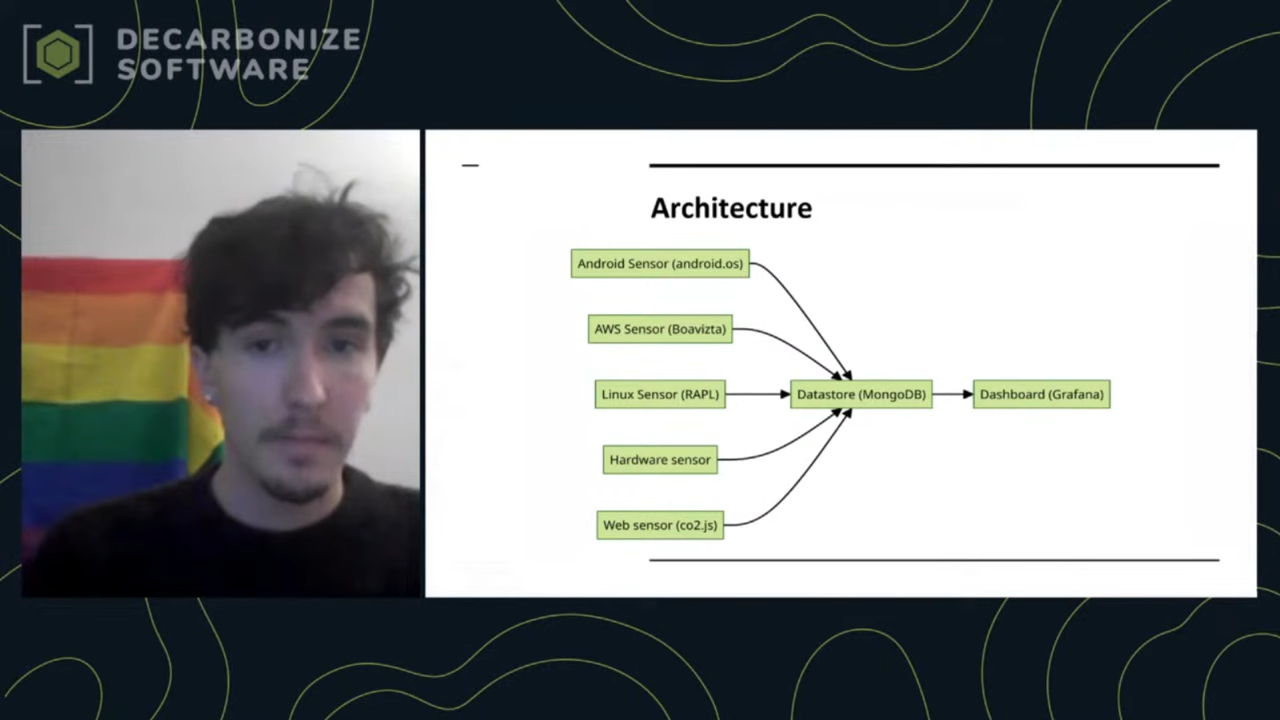 DECARBONIZE
SOFTWARE
Architecture
Android Sensor (android.os)
AWS Sensor (Boavizta)
Linux Sensor (RAPL)
Datastore (MongoDB)
Dashboard (Grafana)
Hardware sensor
Web sensor (co2.js)